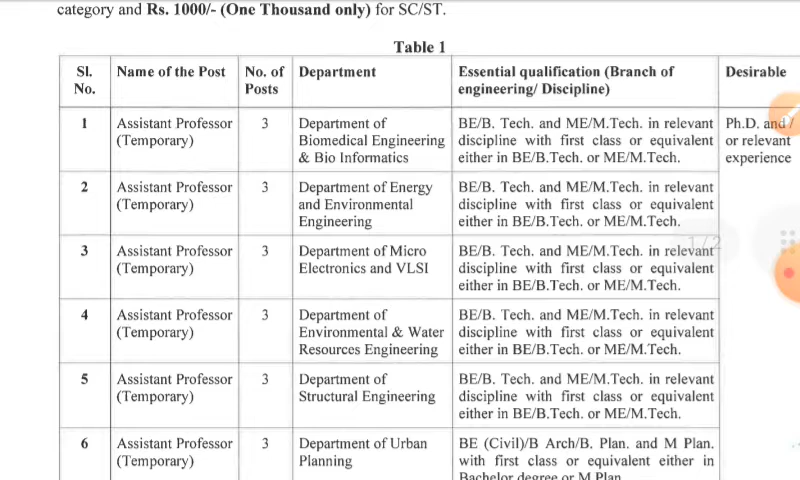 category and Rs. 1000/- (One Thousand only) for SC/ST.
Table 1
Sl. No. Name of the Post No. of Posts Department Essential qualification (Branch of engineering/ Discipline) Desirable
1 Assistant Professor 3 Department of BE/B. Tech. and ME/M.Tech. in relevant Ph.D. and /
(Temporary) Biomedical Engineering discipline with first class or equivalent or relevant
& Bio Informatics either in BE/B.Tech. or ME/M.Tech. experience
2 Assistant Professor 3 Department of Energy BE/B. Tech. and ME/M.Tech. in relevant
(Temporary) and Environmental discipline with first class or equivalent
Engineering either in BE/B.Tech. or ME/M.Tech.
3 Assistant Professor 3 Department of Micro BE/B. Tech. and ME/M.Tech. in relevant
1/2
(Temporary) Electronics and VLSI discipline with first class or equivalent
either in BE/B.Tech. or ME/M.Tech.
4 Assistant Professor 3 Department of BE/B. Tech. and ME/M.Tech. in relevant
(Temporary) Environmental & Water discipline with first class or equivalent
Resources Engineering either in BE/B.Tech. or ME/M.Tech.
5 Assistant Professor 3 Department of BE/B. Tech. and ME/M.Tech. in relevant
(Temporary) Structural Engineering discipline with first class or equivalent
either in BE/B.Tech. or ME/M.Tech.
6 Assistant Professor 3 Department of Urban BE (Civil)/B Arch/B. Plan. and M Plan.
(Temporary) Planning with first class or equivalent either in
Bachelor degree or M Plan